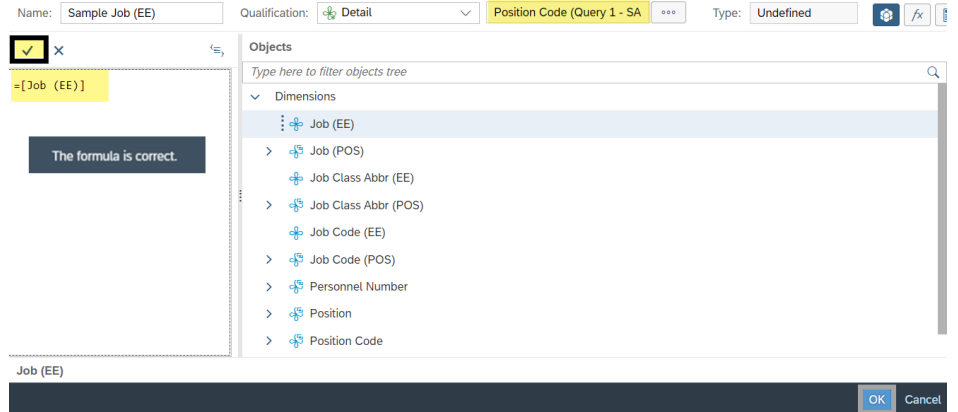 Name: Sample Job (EE) Qualification: Detail Position Code (Query 1 - SA Type: Undefined fx
Objects
=[Job (EE)]
Type here to filter objects tree
Dimensions
Job (EE)
The formula is correct.
Job (POS)
Job Class Abbr (EE)
Job Class Abbr (POS)
Job Code (EE)
Job Code (POS)
Personnel Number
Position
Position Code
Job (EE)
OK Cancel